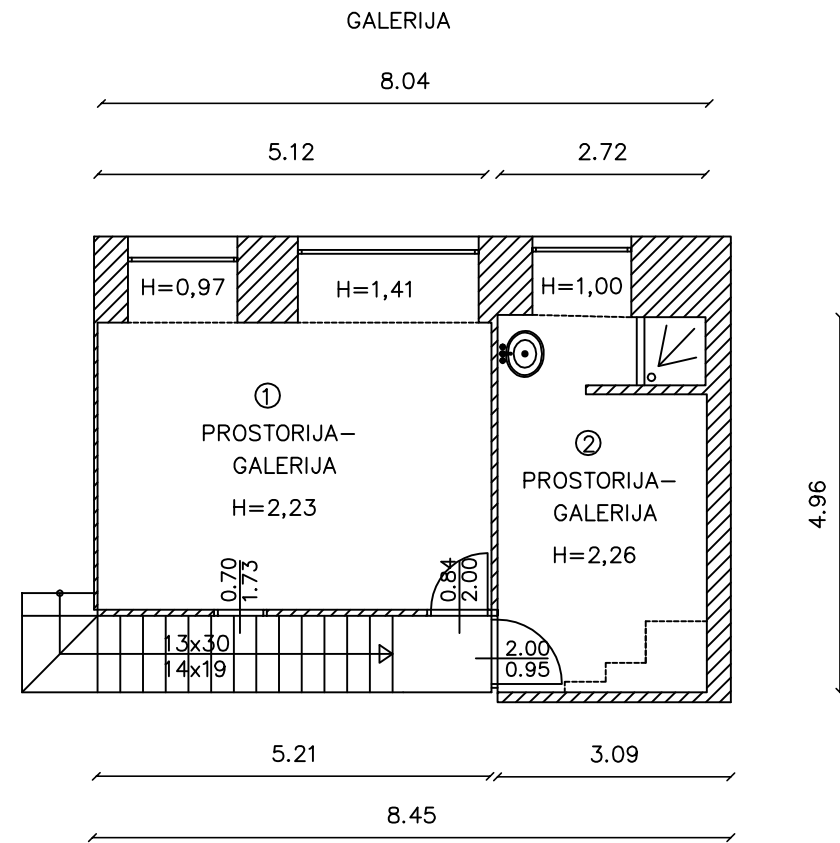 GALERIJA
8.04
5.12
2.72
H=0,97
H=1,41
H=1,00
1
PROSTORIJA–
GALERIJA
H=2,23
2
PROSTORIJA–
GALERIJA
H=2,26
4.96
0.70
1.73
0.84
2.00
13x30
14x19
2.00
0.95
5.21
3.09
8.45